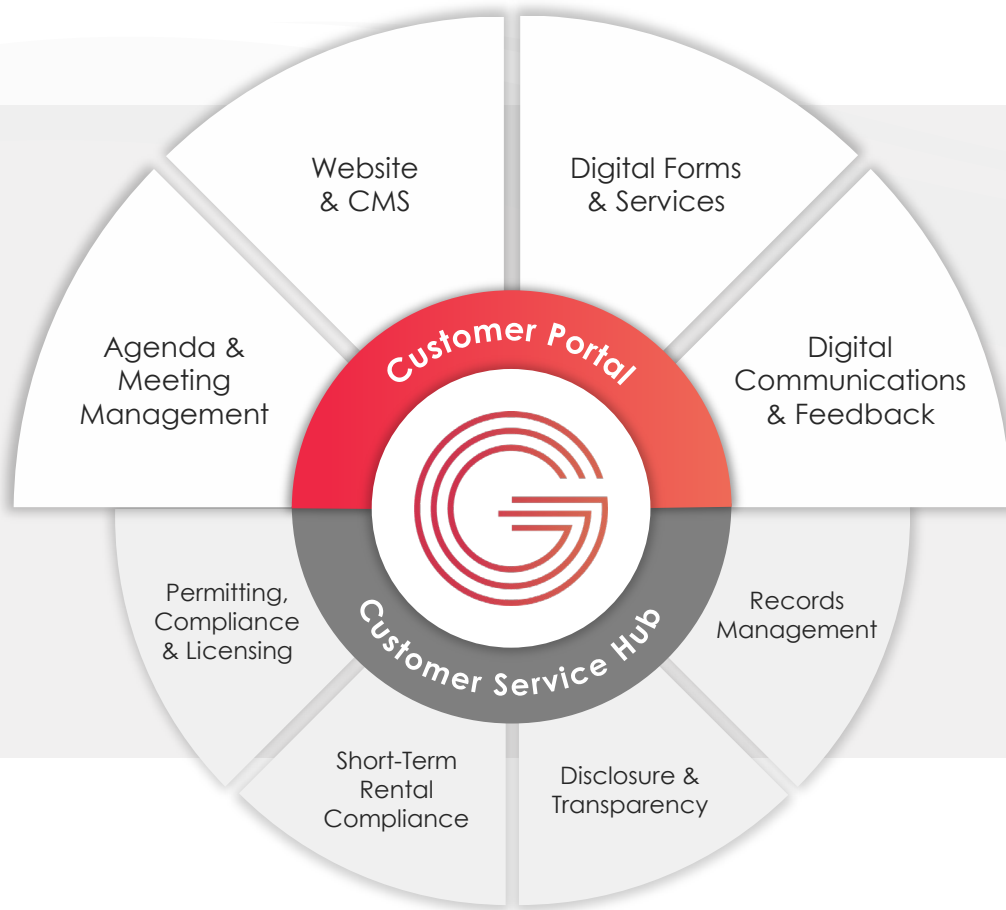 Website
& CMS
Digital Forms
& Services
Agenda &
Meeting
Management
Digital
Communications
& Feedback
Customer Portal
Customer Service Hub
Permitting,
Compliance
& Licensing
Records
Management
Short-Term
Rental
Compliance
Disclosure &
Transparency